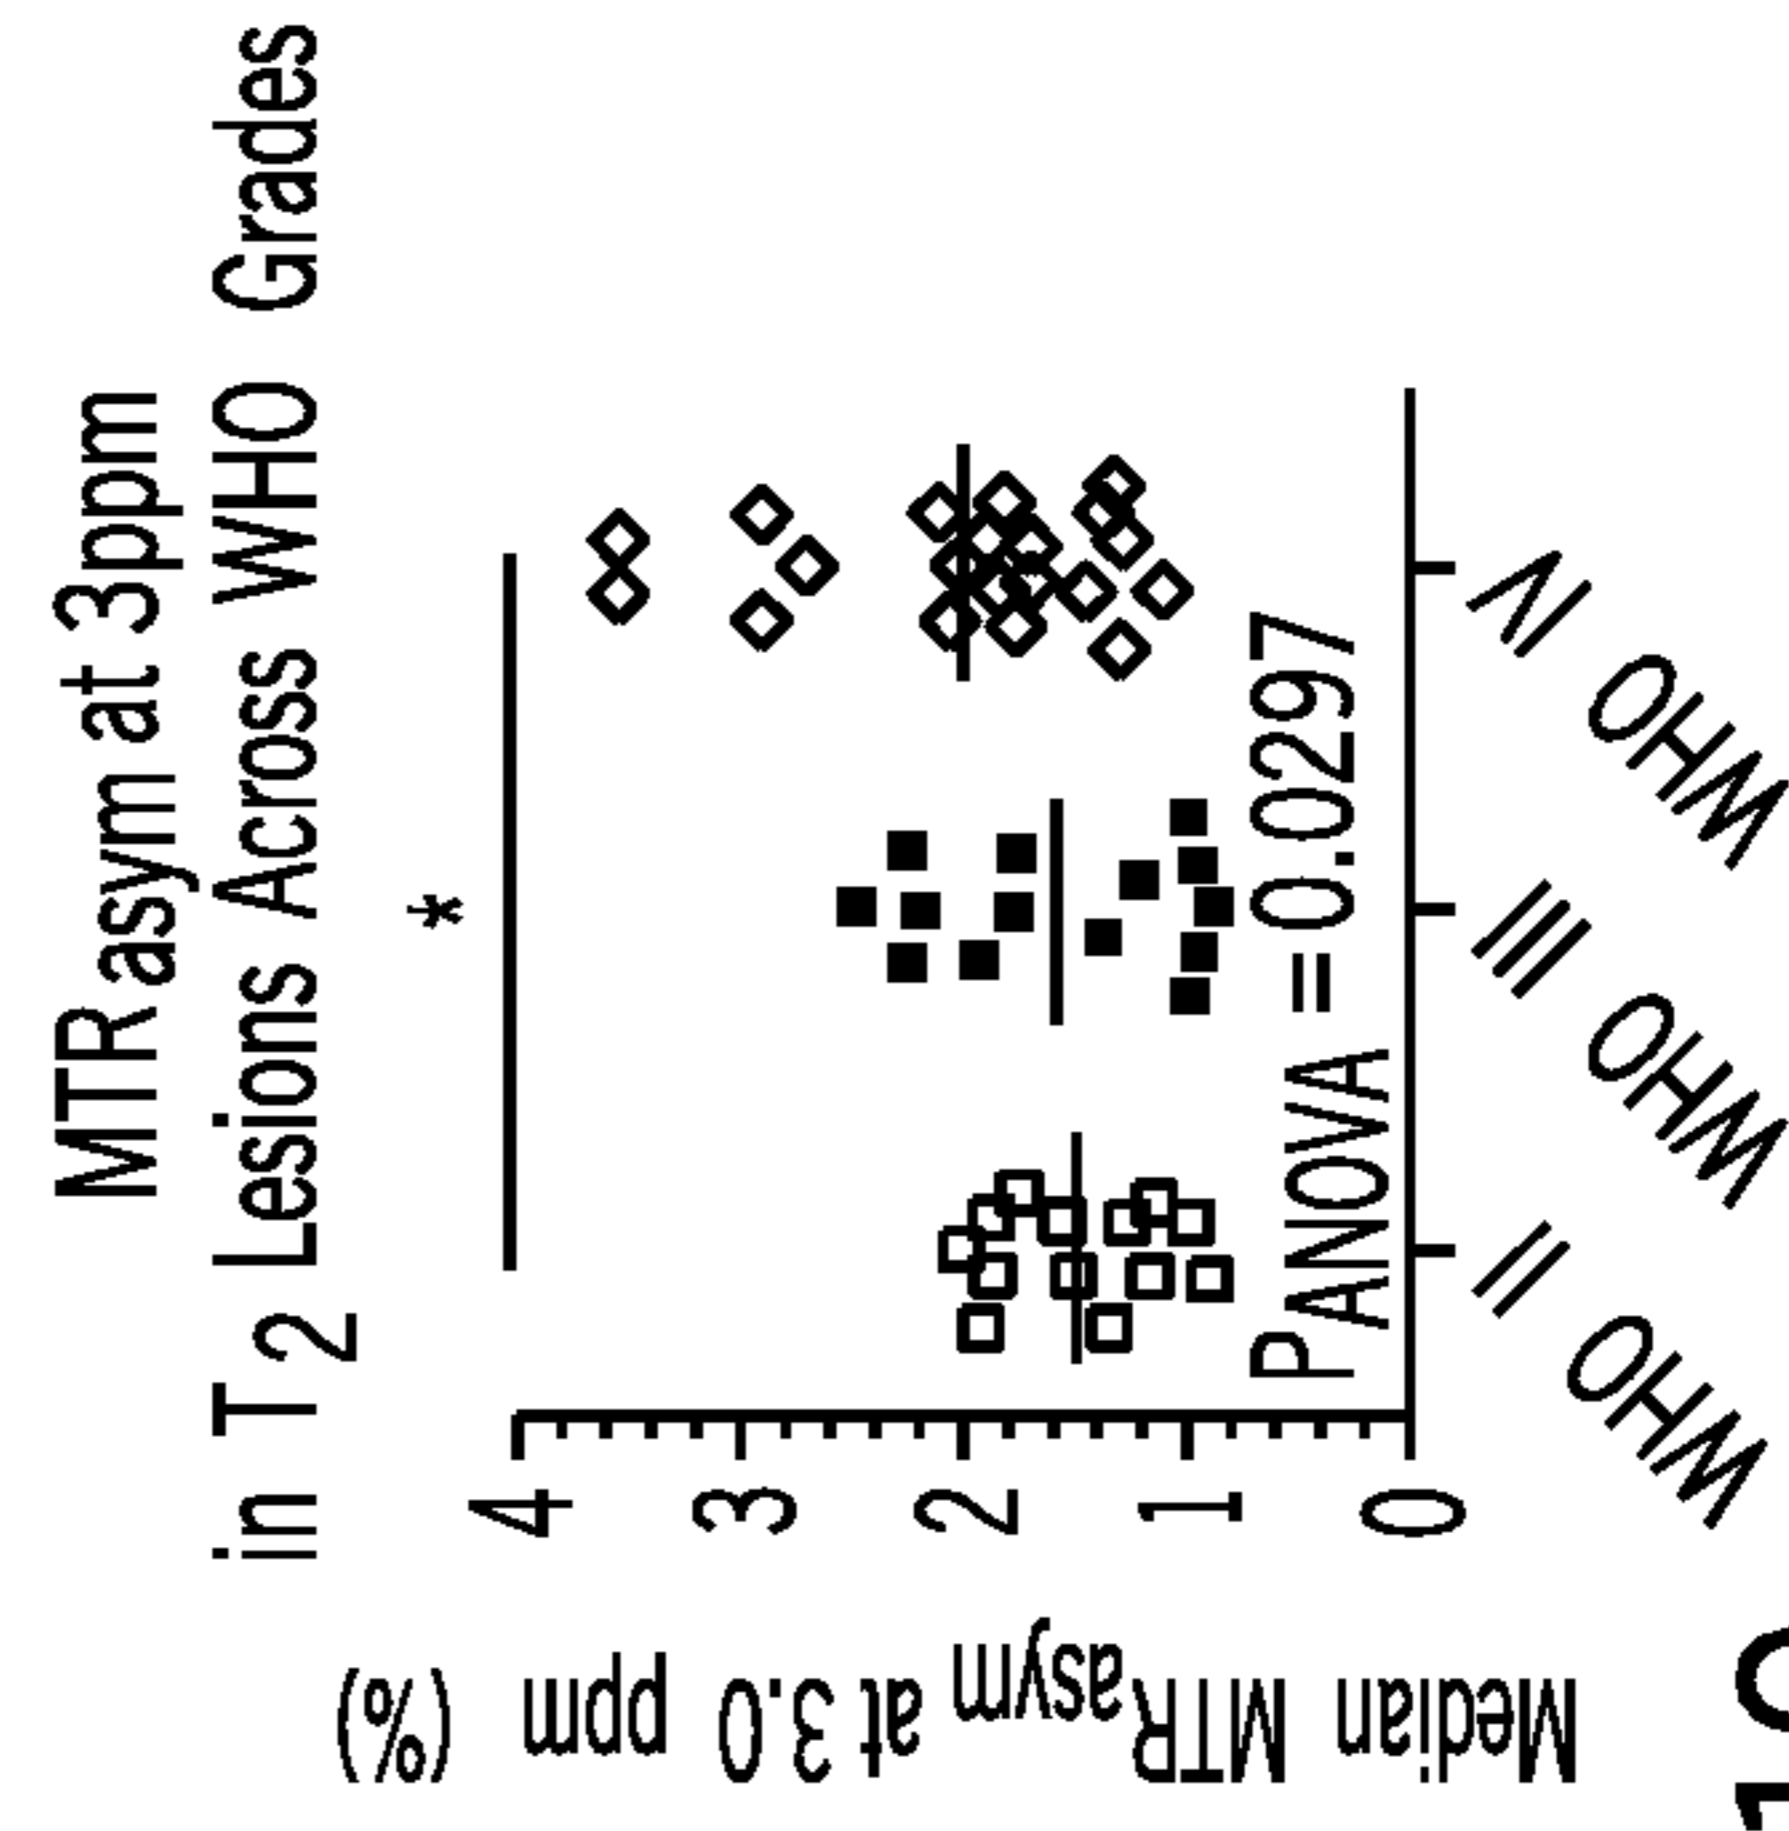 MTRasym at 3ppm
in T2 Lesions Across WHO Grades
*
Median MTRasym at 3.0 ppm (%)
4
3
2
1
0
PANOVA = 0.0297
WHO II
WHO III
WHO IV